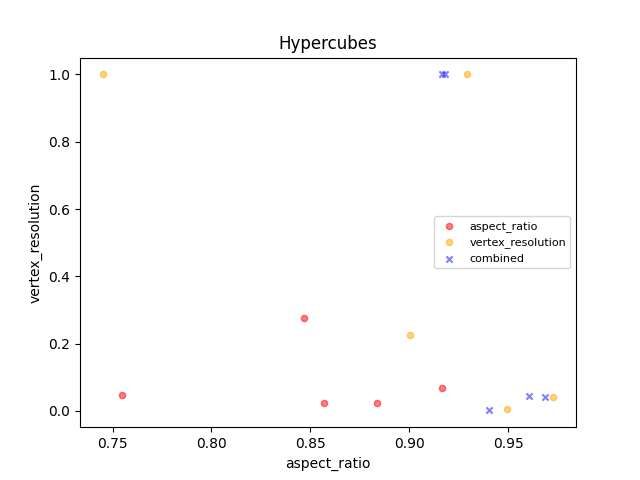 Hypercubes
1.0
0.8
0.6
0.4
0.2
0.0
vertex_resolution
aspect_ratio
vertex_resolution
combined
0.75
0.80
0.85
0.90
0.95
aspect_ratio